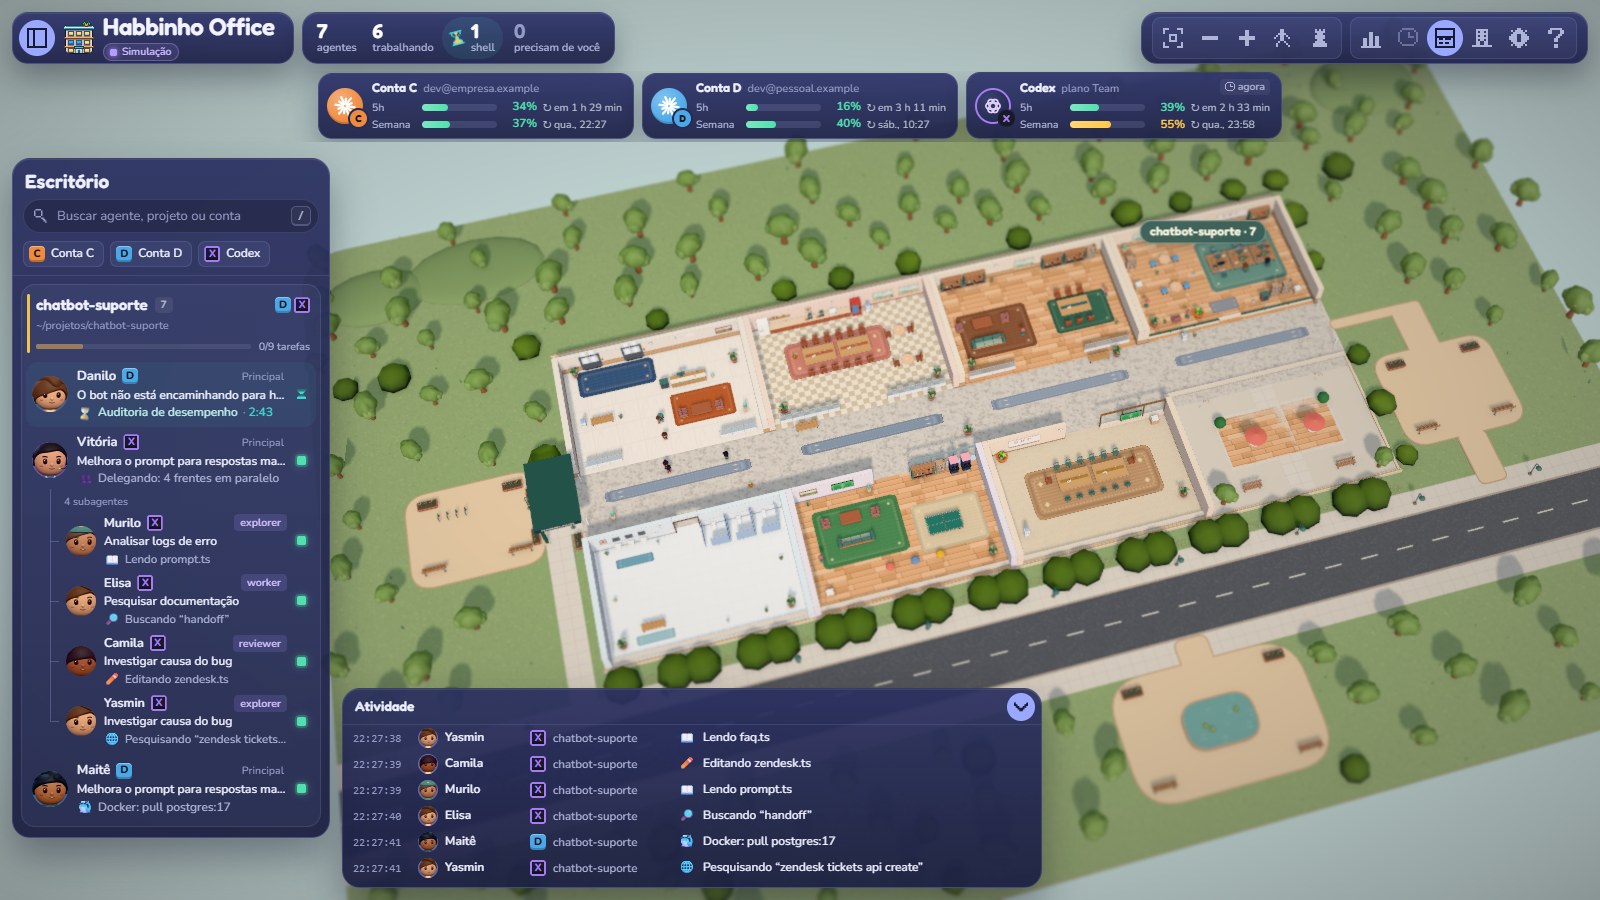 Habbinho Office
Simulação
7 agentes
6 trabalhando
1 shell
0 precisam de você
Conta C dev@empresa.example
5h 34% ↻ em 1 h 29 min
Semana 37% ↻ qua., 22:27
C
Conta D dev@pessoal.example
5h 16% ↻ em 3 h 11 min
Semana 40% ↻ sáb., 10:27
D
Codex plano Team agora
5h 39% ↻ em 2 h 33 min
Semana 55% ↻ qua., 23:58
X
?
Escritório
Buscar agente, projeto ou conta /
C Conta C D Conta D X Codex
chatbot-suporte 7 D X
~/projetos/chatbot-suporte
0/9 tarefas
Danilo D Principal
O bot não está encaminhando para h...
Auditoria de desempenho · 2:43
Vitória X Principal
Melhora o prompt para respostas ma...
Delegando: 4 frentes em paralelo
4 subagentes
Murilo X explorer
Analisar logs de erro
Lendo prompt.ts
Elisa X worker
Pesquisar documentação
Buscando “handoff”
Camila X reviewer
Investigar causa do bug
Editando zendesk.ts
Yasmin X explorer
Investigar causa do bug
Pesquisando “zendesk tickets...
Maitê D Principal
Melhora o prompt para respostas ma...
Docker: pull postgres:17
chatbot-suporte · 7
Atividade
22:27:38 Yasmin X chatbot-suporte Lendo faq.ts
22:27:39 Camila X chatbot-suporte Editando zendesk.ts
22:27:39 Murilo X chatbot-suporte Lendo prompt.ts
22:27:40 Elisa X chatbot-suporte Buscando “handoff”
22:27:41 Maitê D chatbot-suporte Docker: pull postgres:17
22:27:41 Yasmin X chatbot-suporte Pesquisando “zendesk tickets api create”